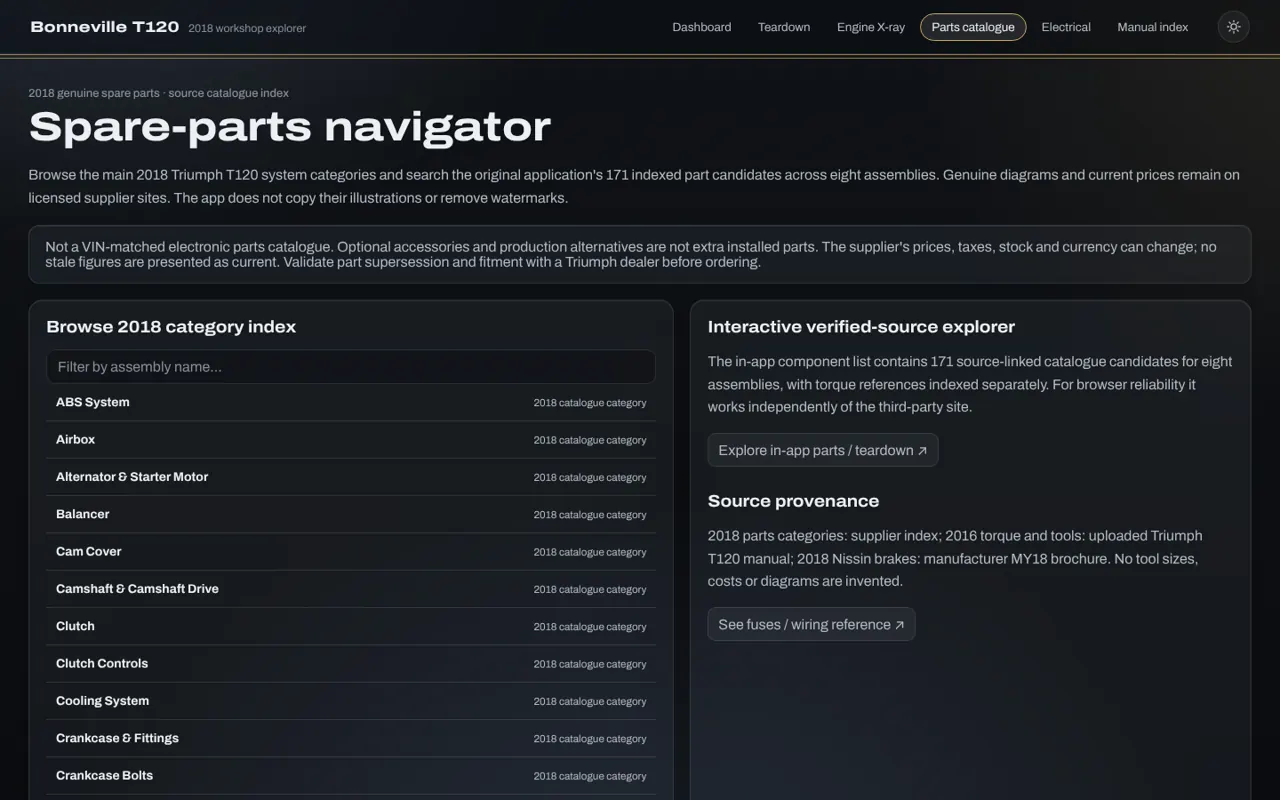 Bonneville T120 2018 workshop explorer
Dashboard Teardown Engine X-ray Parts catalogue Electrical Manual index
2018 genuine spare parts · source catalogue index
Spare-parts navigator
Browse the main 2018 Triumph T120 system categories and search the original application's 171 indexed part candidates across eight assemblies. Genuine diagrams and current prices remain on
licensed supplier sites. The app does not copy their illustrations or remove watermarks.
Not a VIN-matched electronic parts catalogue. Optional accessories and production alternatives are not extra installed parts. The supplier's prices, taxes, stock and currency can change; no
stale figures are presented as current. Validate part supersession and fitment with a Triumph dealer before ordering.
Browse 2018 category index
Filter by assembly name...
ABS System 2018 catalogue category
Airbox 2018 catalogue category
Alternator & Starter Motor 2018 catalogue category
Balancer 2018 catalogue category
Cam Cover 2018 catalogue category
Camshaft & Camshaft Drive 2018 catalogue category
Clutch 2018 catalogue category
Clutch Controls 2018 catalogue category
Cooling System 2018 catalogue category
Crankcase & Fittings 2018 catalogue category
Crankcase Bolts 2018 catalogue category
Interactive verified-source explorer
The in-app component list contains 171 source-linked catalogue candidates for eight
assemblies, with torque references indexed separately. For browser reliability it
works independently of the third-party site.
Explore in-app parts / teardown ↗
Source provenance
2018 parts categories: supplier index; 2016 torque and tools: uploaded Triumph
T120 manual; 2018 Nissin brakes: manufacturer MY18 brochure. No tool sizes,
costs or diagrams are invented.
See fuses / wiring reference ↗